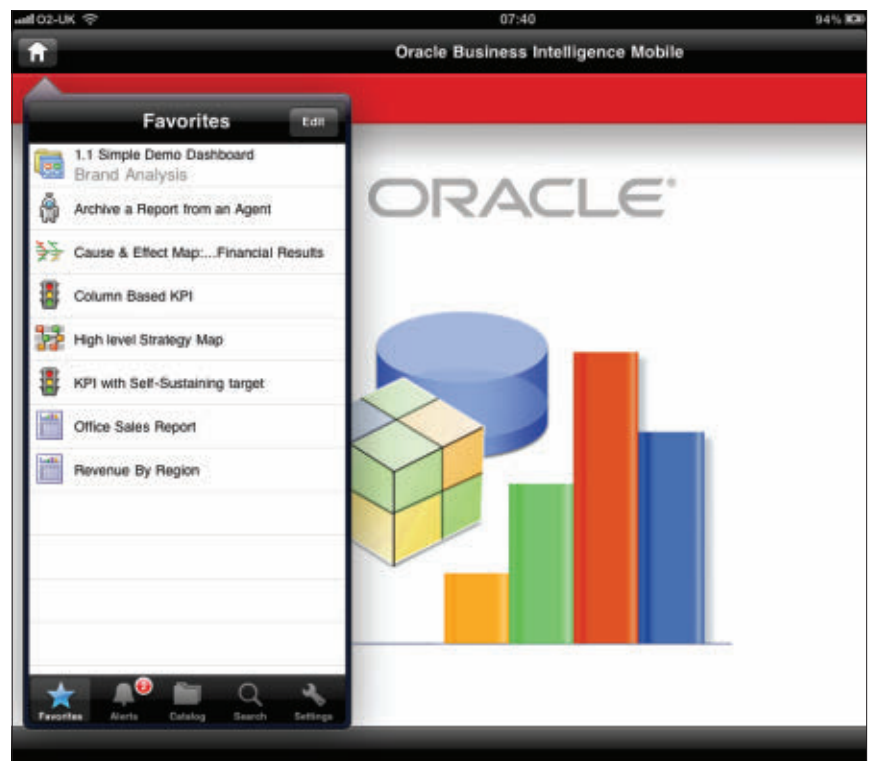 O2-UK
07:40
94%
Oracle Business Intelligence Mobile
Favorites
Edit
1.1 Simple Demo Dashboard
Brand Analysis
Archive a Report from an Agent
Cause & Effect Map:...Financial Results
Column Based KPI
High level Strategy Map
KPI with Self-Sustaining target
Office Sales Report
Revenue By Region
ORACLE
Favorites
Alerts
Catalog
Search
Settings